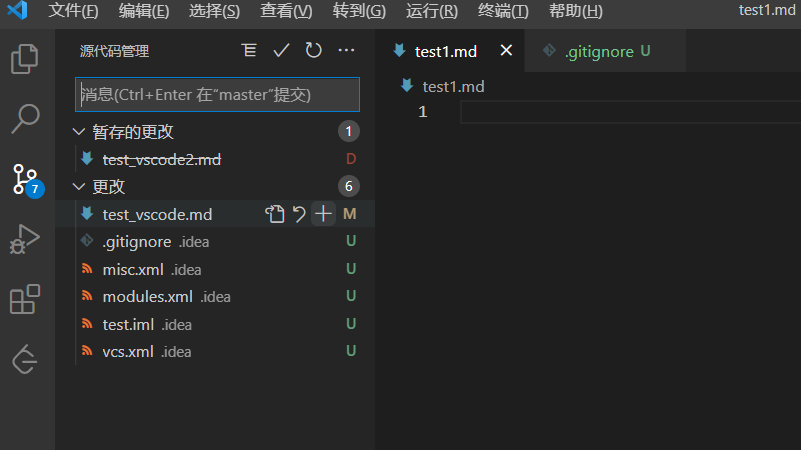 文件(F) 编辑(E) 选择(S) 查看(V) 转到(G) 运行(R) 终端(T) 帮助(H) test1.md
源代码管理
test1.md
.gitignore U
消息(Ctrl+Enter 在“master”提交)
test1.md
1
暂存的更改 1
test_vscode2.md D
更改 6
7
test_vscode.md M
.gitignore .idea U
misc.xml .idea U
modules.xml .idea U
test.iml .idea U
vcs.xml .idea U